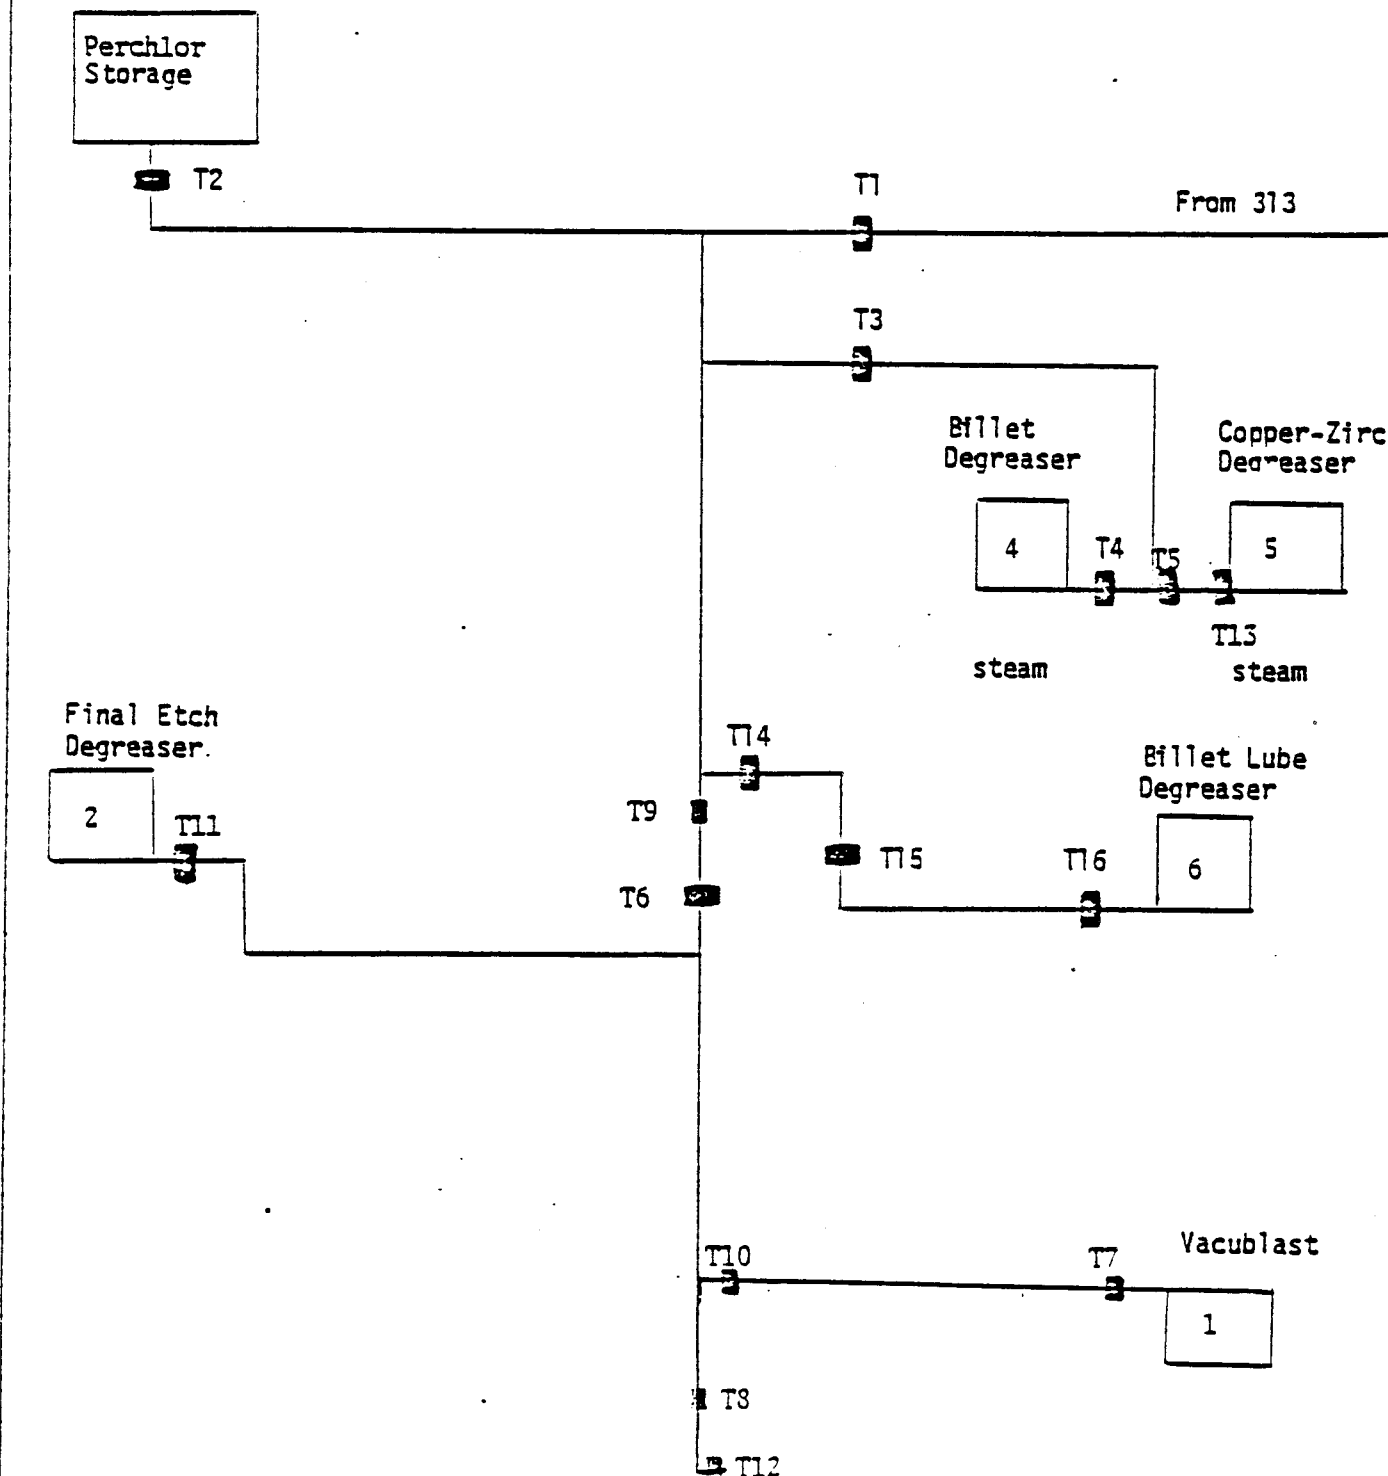 Perchlor
Storage
T2
T1
From 313
T3
Billet
Degreaser
Copper-Zirc
Degreaser
4
T4
T5
5
T13
steam
steam
Final Etch
Degreaser.
2
T11
T14
T9
Billet Lube
Degreaser
T15
T16
6
T6
T10
T7
Vacublast
1
T8
T12